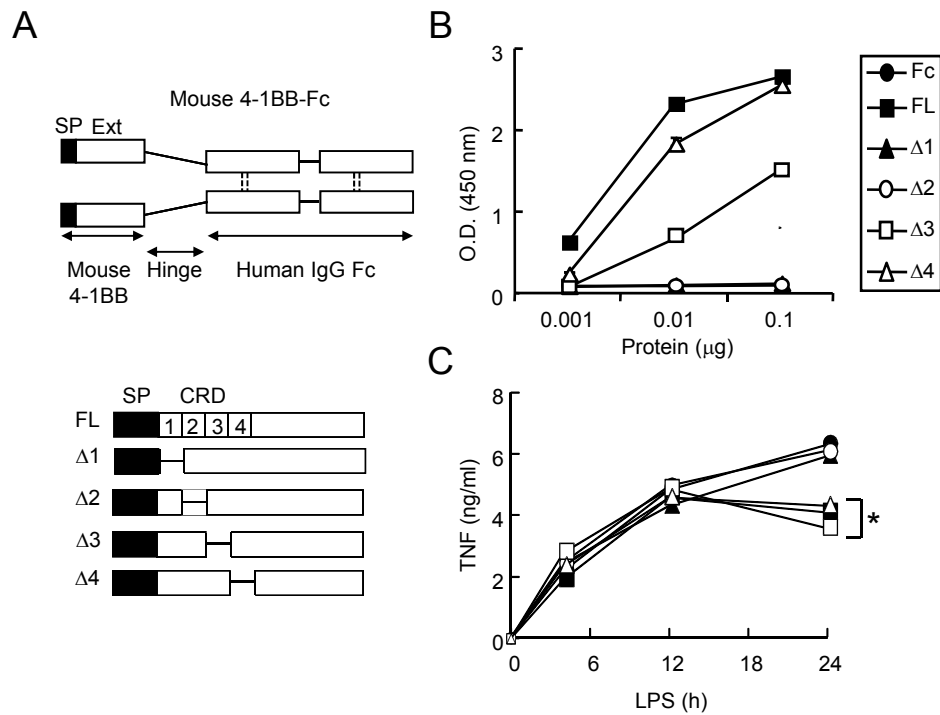 A
Mouse 4-1BB-Fc
SP Ext
Mouse
4-1BB
Hinge
Human IgG Fc
SP CRD
FL 1 2 3 4
Δ1
Δ2
Δ3
Δ4
B
3
2
1
0
O.D. (450 nm)
0.001 0.01 0.1
Protein (μg)
Fc
FL
Δ1
Δ2
Δ3
Δ4
C
8
6
4
2
0
TNF (ng/ml)
*
0 6 12 18 24
LPS (h)